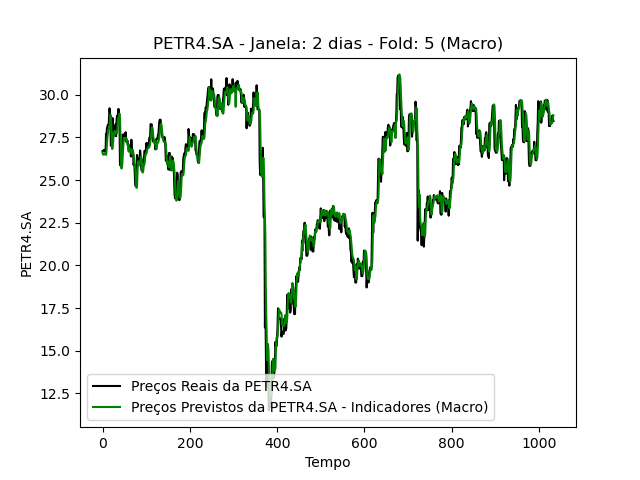 PETR4.SA - Janela: 2 dias - Fold: 5 (Macro)
PETR4.SA
30.0
27.5
25.0
22.5
20.0
17.5
15.0
12.5
Preços Reais da PETR4.SA
Preços Previstos da PETR4.SA - Indicadores (Macro)
0
200
400
600
800
1000
Tempo